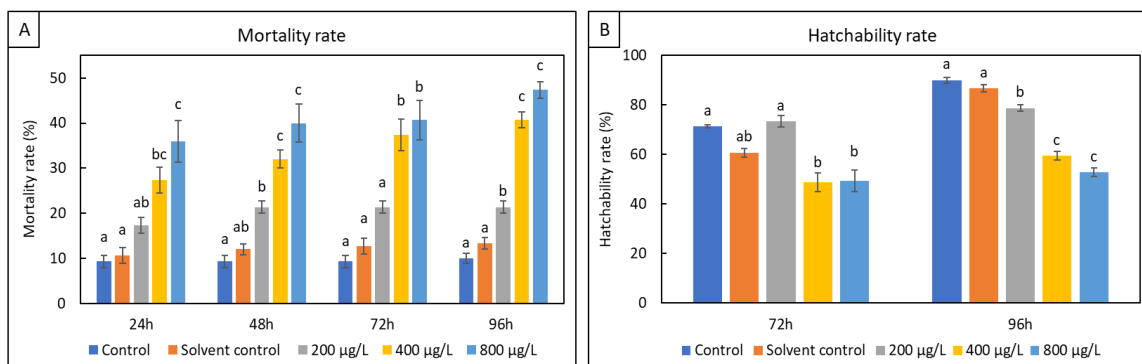 A
Mortality rate
Mortality rate (%)
50
40
30
20
10
0
a a ab bc c
a ab b c c
a a a b b
a a b c c
24h 48h 72h 96h
Control Solvent control 200 µg/L 400 µg/L 800 µg/L
B
Hatchability rate
Hatchability rate (%)
100
80
60
40
20
0
a ab a b b
a a b c c
72h 96h
Control Solvent control 200 µg/L 400 µg/L 800 µg/L